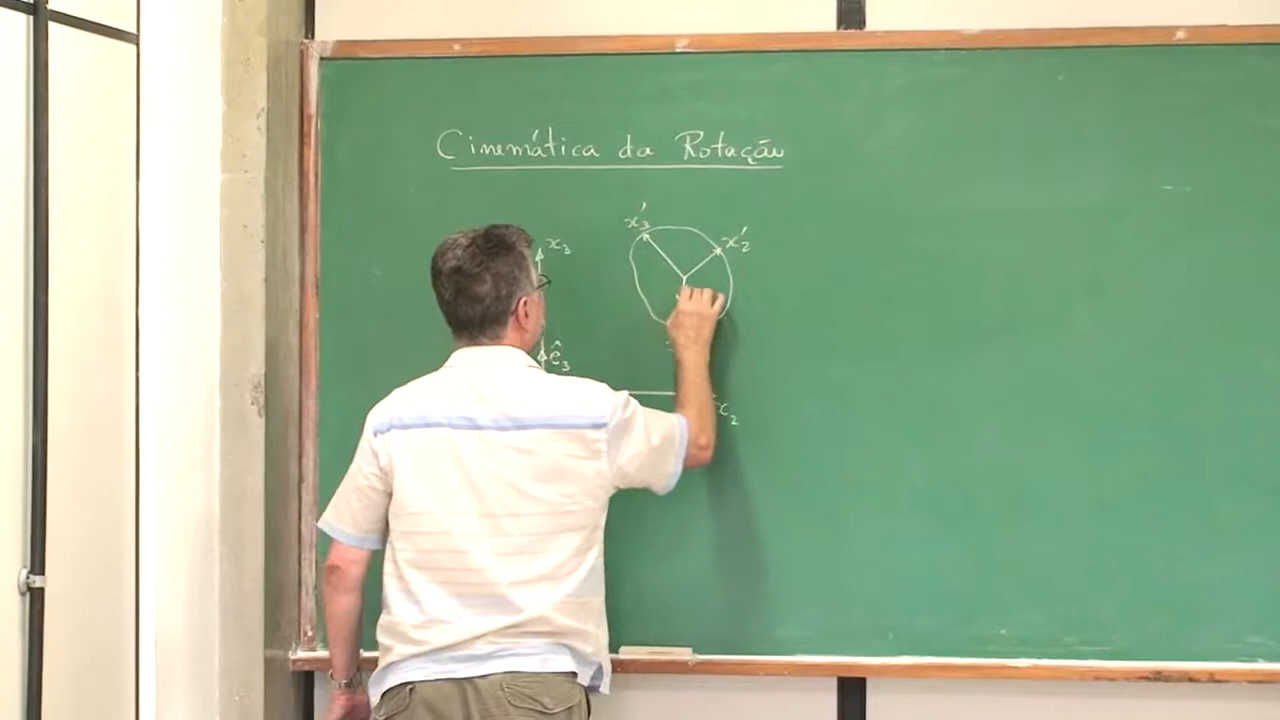 Cinemática da Rotação
x'₃
x'₂
x₃
ê₃
x₂